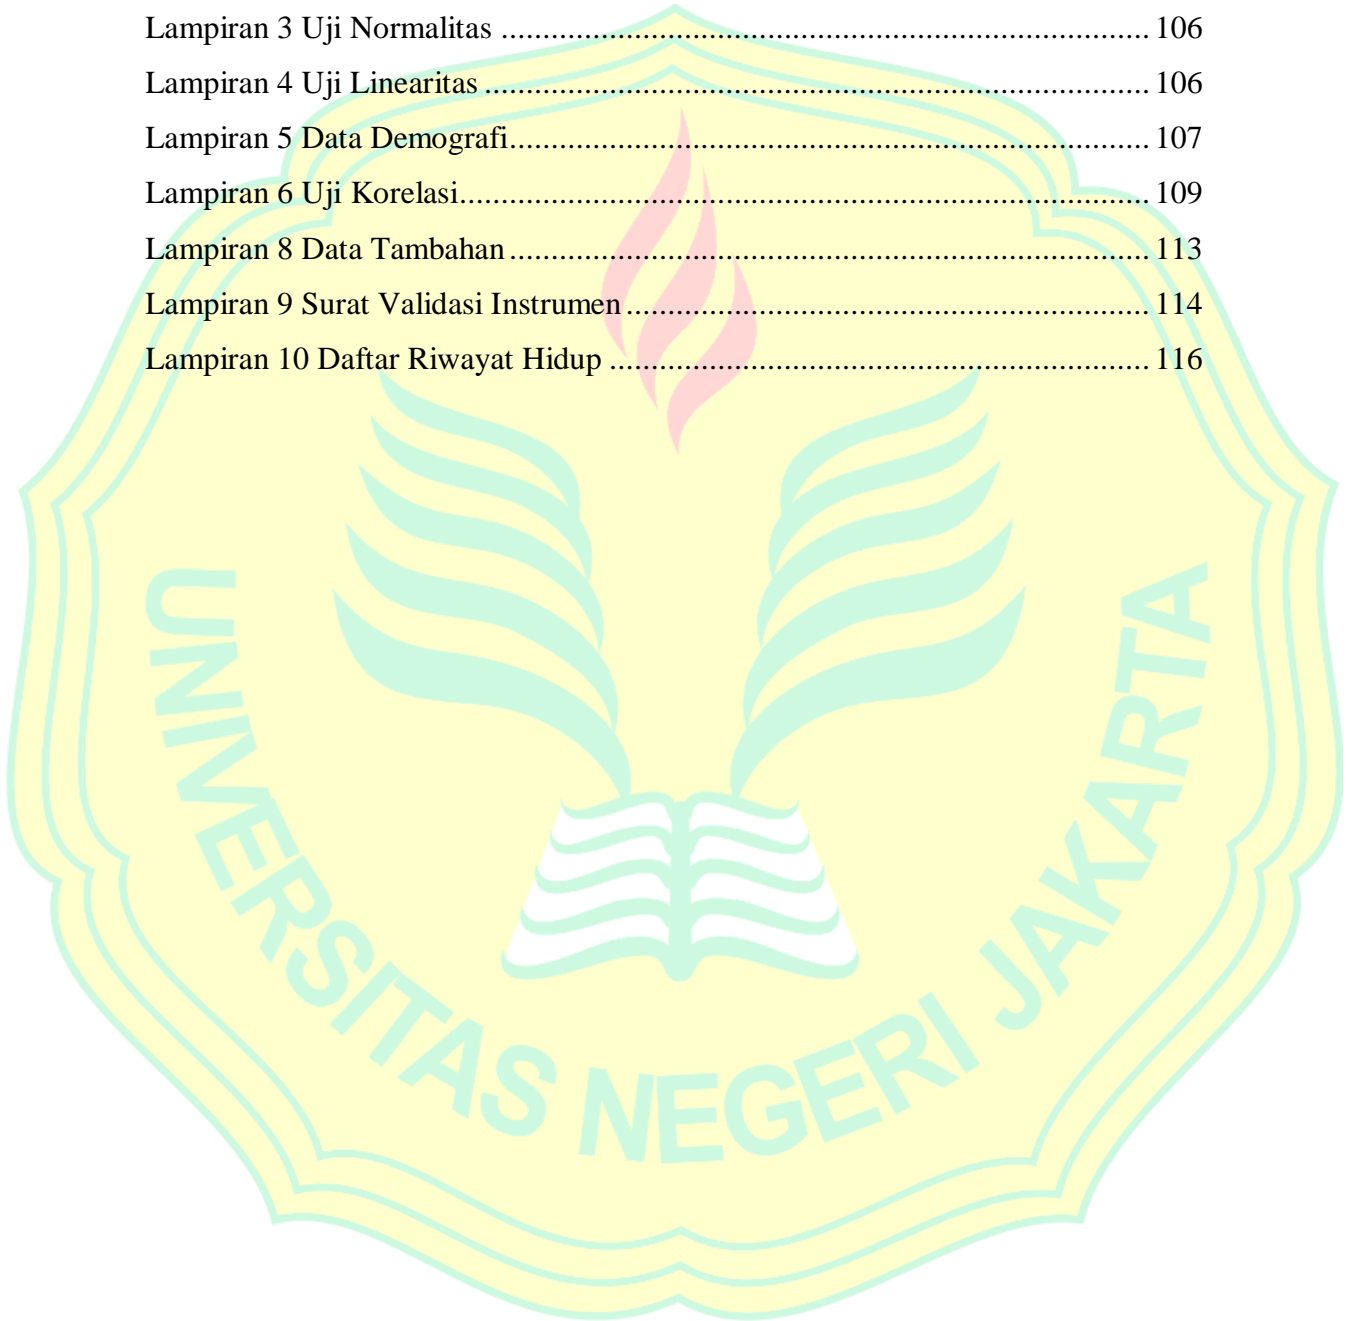 Lampiran 3 Uji Normalitas ................................................................................ 106
Lampiran 4 Uji Linearitas .................................................................................. 106
Lampiran 5 Data Demografi............................................................................... 107
Lampiran 6 Uji Korelasi..................................................................................... 109
Lampiran 8 Data Tambahan ............................................................................... 113
Lampiran 9 Surat Validasi Instrumen ................................................................ 114
Lampiran 10 Daftar Riwayat Hidup .................................................................. 116
UNIVERSITAS NEGERI JAKARTA